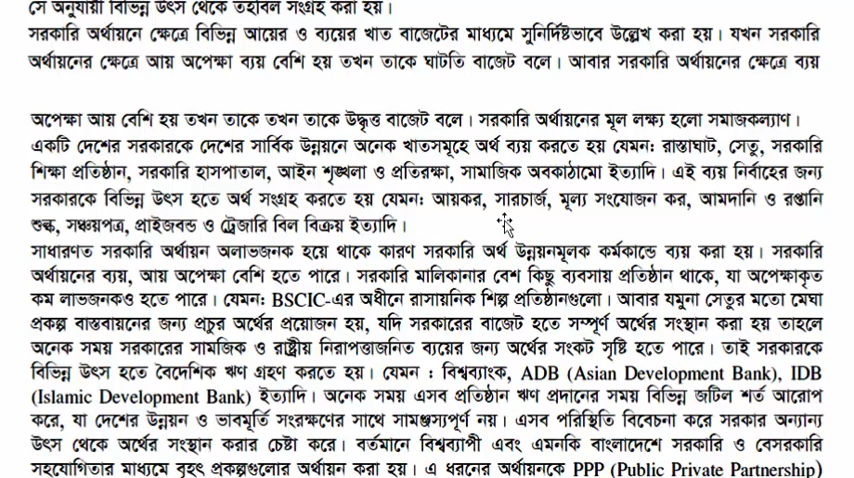 সে অনুযায়ী বিভিন্ন উৎস থেকে তহবিল সংগ্রহ করা হয়।
সরকারি অর্থায়নে ক্ষেত্রে বিভিন্ন আয়ের ও ব্যয়ের খাত বাজেটের মাধ্যমে সুনির্দিষ্টভাবে উল্লেখ করা হয়। যখন সরকারি
অর্থায়নের ক্ষেত্রে আয় অপেক্ষা ব্যয় বেশি হয় তখন তাকে ঘাটতি বাজেট বলে। আবার সরকারি অর্থায়নের ক্ষেত্রে ব্যয়
অপেক্ষা আয় বেশি হয় তখন তাকে তখন তাকে উদ্ধৃত্ত বাজেট বলে। সরকারি অর্থায়নের মূল লক্ষ্য হলো সমাজকল্যাণ।
একটি দেশের সরকারকে দেশের সার্বিক উন্নয়নে অনেক খাতসমূহে অর্থ ব্যয় করতে হয় যেমন: রাস্তাঘাট, সেতু, সরকারি
শিক্ষা প্রতিষ্ঠান, সরকারি হাসপাতাল, আইন শৃঙ্খলা ও প্রতিরক্ষা, সামাজিক অবকাঠামো ইত্যাদি। এই ব্যয় নির্বাহের জন্য
সরকারকে বিভিন্ন উৎস হতে অর্থ সংগ্রহ করতে হয় যেমন: আয়কর, সারচার্জ, মূল্য সংযোজন কর, আমদানি ও রপ্তানি
শুল্ক, সঞ্চয়পত্র, প্রাইজবন্ড ও ট্রেজারি বিল বিক্রয় ইত্যাদি।
সাধারণত সরকারি অর্থায়ন অলাভজনক হয়ে থাকে কারণ সরকারি অর্থ উন্নয়নমূলক কর্মকান্ডে ব্যয় করা হয়। সরকারি
অর্থায়নের ব্যয়, আয় অপেক্ষা বেশি হতে পারে। সরকারি মালিকানার বেশ কিছু ব্যবসায় প্রতিষ্ঠান থাকে, যা অপেক্ষাকৃত
কম লাভজনকও হতে পারে। যেমন: BSCIC-এর অধীনে রাসায়নিক শিল্প প্রতিষ্ঠানগুলো। আবার যমুনা সেতুর মতো মেঘা
প্রকল্প বাস্তবায়নের জন্য প্রচুর অর্থের প্রয়োজন হয়, যদি সরকারের বাজেট হতে সম্পূর্ণ অর্থের সংস্থান করা হয় তাহলে
অনেক সময় সরকারের সামজিক ও রাষ্ট্রীয় নিরাপত্তাজনিত ব্যয়ের জন্য অর্থের সংকট সৃষ্টি হতে পারে। তাই সরকারকে
বিভিন্ন উৎস হতে বৈদেশিক ঋণ গ্রহণ করতে হয়। যেমন : বিশ্বব্যাংক, ADB (Asian Development Bank), IDB
(Islamic Development Bank) ইত্যাদি। অনেক সময় এসব প্রতিষ্ঠান ঋণ প্রদানের সময় বিভিন্ন জটিল শর্ত আরোপ
করে, যা দেশের উন্নয়ন ও ভাবমূর্তি সংরক্ষণের সাথে সামঞ্জস্যপূর্ণ নয়। এসব পরিস্থিতি বিবেচনা করে সরকার অন্যান্য
উৎস থেকে অর্থের সংস্থান করার চেষ্টা করে। বর্তমানে বিশ্বব্যাপী এবং এমনকি বাংলাদেশে সরকারি ও বেসরকারি
সহযোগিতার মাধ্যমে বৃহৎ প্রকল্পগুলোর অর্থায়ন করা হয়। এ ধরনের অর্থায়নকে PPP (Public Private Partnership)